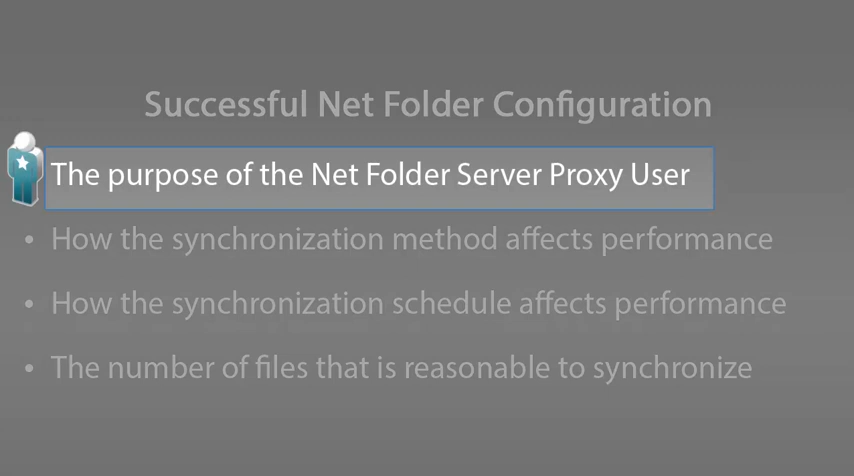 Successful Net Folder Configuration
The purpose of the Net Folder Server Proxy User
• How the synchronization method affects performance
• How the synchronization schedule affects performance
• The number of files that is reasonable to synchronize